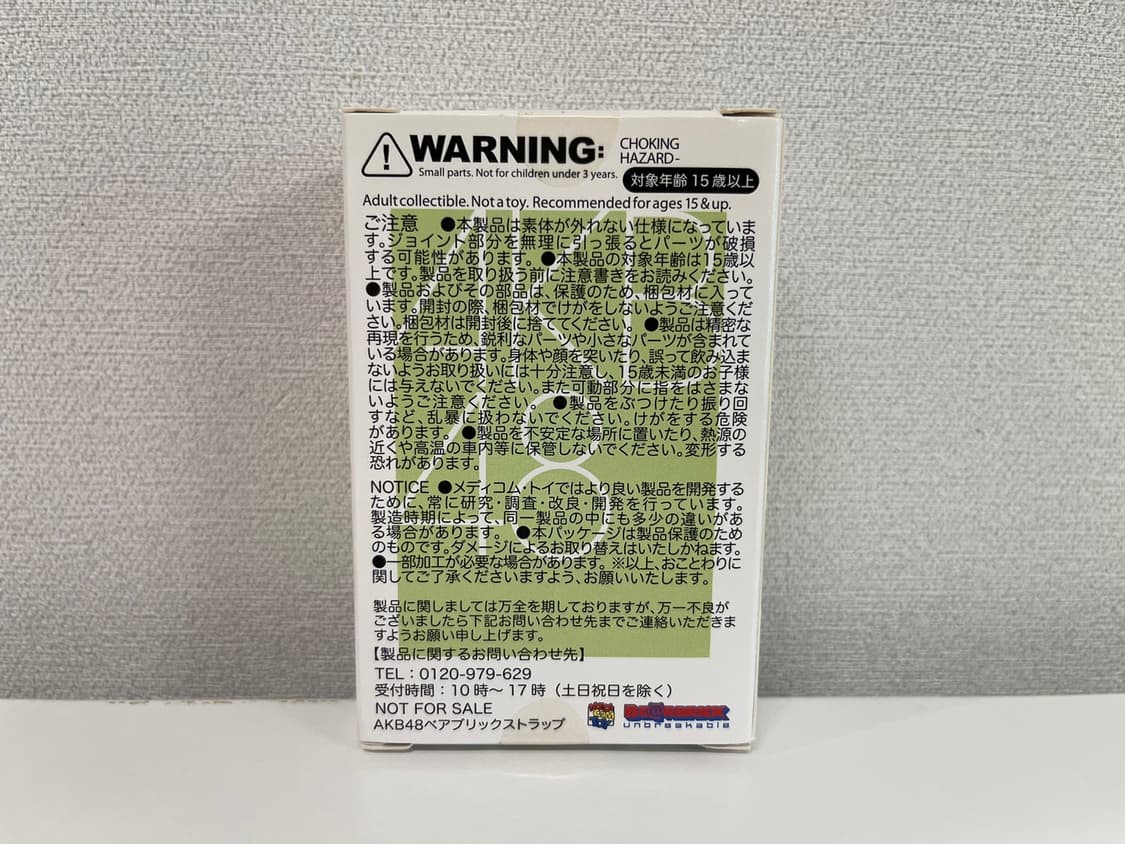 WARNING:
CHOKING
HAZARD-
Small parts. Not for children under 3 years.
対象年齢15歳以上
Adult collectible. Not a toy. Recommended for ages 15 & up.
ご注意 ●本製品は素体が外れない仕様になっていま
す。ジョイント部分を無理に引っ張るとパーツが破損
する可能性があります。 ●本製品の対象年齢は15歳以
上です。製品を取り扱う前に注意書きをお読みください。
●製品およびその部品は、保護のため、梱包材に入って
います。開封の際、梱包材でけがをしないようご注意くだ
さい。梱包材は開封後に捨ててください。 ●製品は精密な
再現を行うため、鋭利なパーツや小さなパーツが含まれて
いる場合があります。身体や顔を突いたり、誤って飲み込ま
ないようお取り扱いには十分注意し、15歳未満のお子様
には与えないでください。また可動部分に指をはさまな
いようご注意ください。 ●製品をぶつけたり振り回
すなど、乱暴に扱わないでください。けがをする危険
があります。 ●製品を不安定な場所に置いたり、熱源の
近くや高温の車内等に保管しないでください。変形する
恐れがあります。
NOTICE ●メディコム・トイではより良い製品を開発する
ために、常に研究・調査・改良・開発を行っています。
製造時期によって、同一製品の中にも多少の違いがあ
る場合があります。 ●本パッケージは製品保護のため
のものです。ダメージによるお取り替えはいたしかねます。
●一部加工が必要な場合があります。※以上、おことわりに
関してご了承くださいますよう、お願いいたします。
製品に関しましては万全を期しておりますが、万一不良が
ございましたら下記お問い合わせ先までご連絡いただきま
すようお願い申し上げます。
【製品に関するお問い合わせ先】
TEL：0120-979-629
受付時間：10時～17時（土日祝日を除く）
NOT FOR SALE
AKB48ベアブリックストラップ
BE@RBRICK
unbreakable
AKB
48